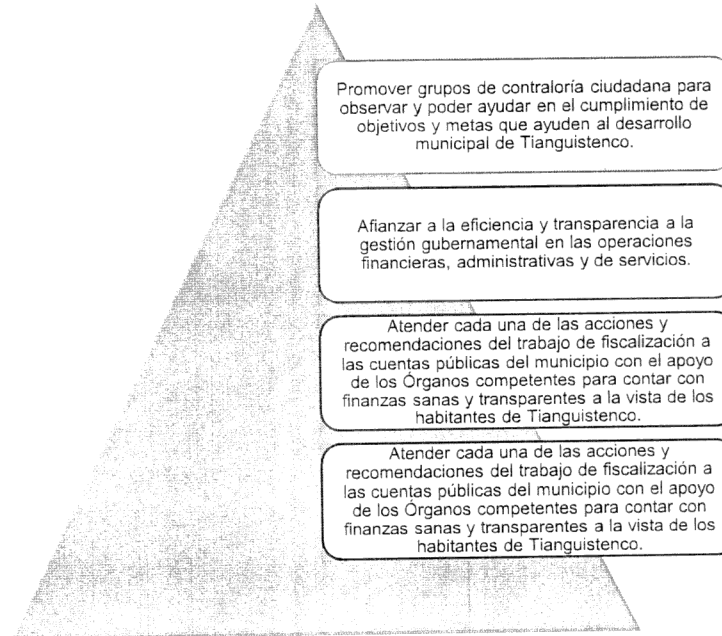 Promover grupos de contraloría ciudadana para
observar y poder ayudar en el cumplimiento de
objetivos y metas que ayuden al desarrollo
municipal de Tianguistenco.
Afianzar a la eficiencia y transparencia a la
gestión gubernamental en las operaciones
financieras, administrativas y de servicios.
Atender cada una de las acciones y
recomendaciones del trabajo de fiscalización a
las cuentas públicas del municipio con el apoyo
de los Órganos competentes para contar con
finanzas sanas y transparentes a la vista de los
habitantes de Tianguistenco.
Atender cada una de las acciones y
recomendaciones del trabajo de fiscalización a
las cuentas públicas del municipio con el apoyo
de los Órganos competentes para contar con
finanzas sanas y transparentes a la vista de los
habitantes de Tianguistenco.